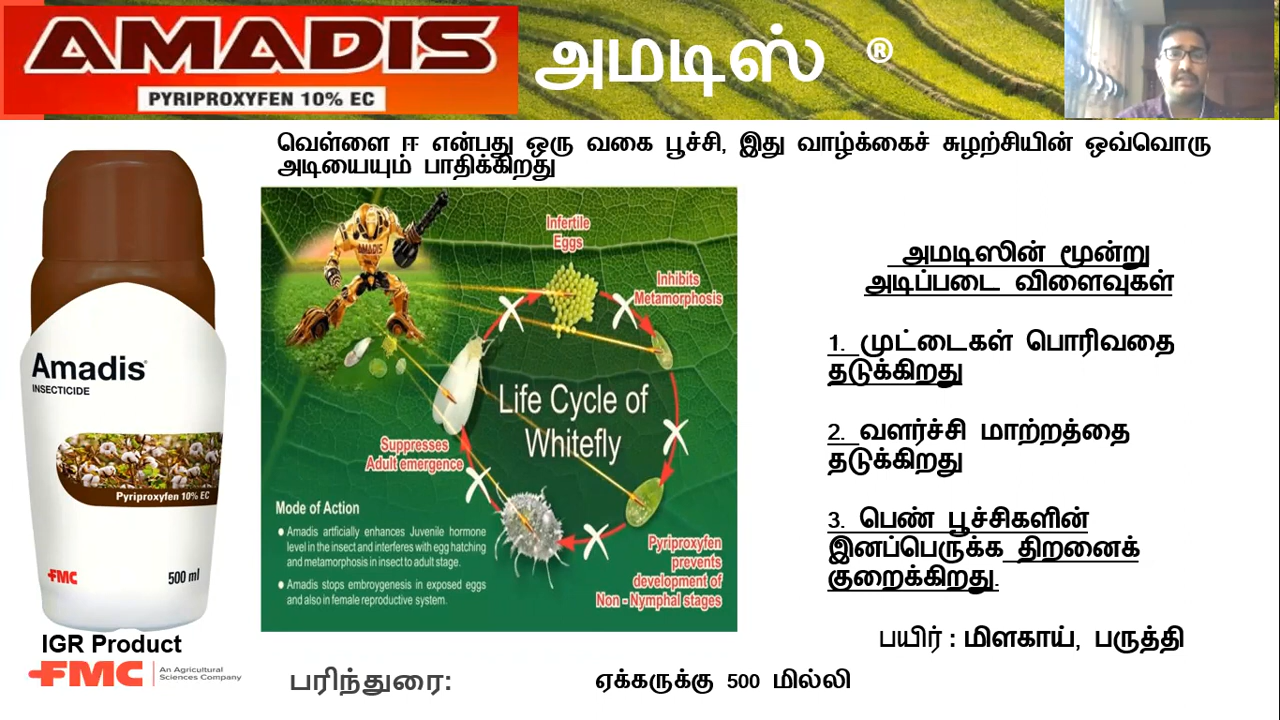 AMADIS
PYRIPROXYFEN 10% EC
அமடிஸ் ®
வெள்ளை ஈ என்பது ஒரு வகை பூச்சி, இது வாழ்க்கைச் சுழற்சியின் ஒவ்வொரு
அடியையும் பாதிக்கிறது
Amadis®
INSECTICIDE
Pyriproxyfen 10% EC
FMC
500 ml
IGR Product
FMC
An Agricultural
Sciences Company
AMADIS
Infertile
Eggs
Inhibits
Metamorphosis
Life Cycle of
Whitefly
Suppresses
Adult emergence
Mode of Action
Amadis artficially enhances Juvenile hormone
level in the insect and interferes with egg hatching
and metamorphosis in insect to adult stage.
Amadis stops embroygenesis in exposed eggs
and also in female reproductive system.
Pyriproxyfen
prevents
development of
Non - Nymphal stages
அமடிஸின் மூன்று
அடிப்படை விளைவுகள்
1. முட்டைகள் பொரிவதை
தடுக்கிறது
2. வளர்ச்சி மாற்றத்தை
தடுக்கிறது
3. பெண் பூச்சிகளின்
இனப்பெருக்க திறனைக்
குறைக்கிறது.
பயிர் : மிளகாய், பருத்தி
பரிந்துரை: ஏக்கருக்கு 500 மில்லி